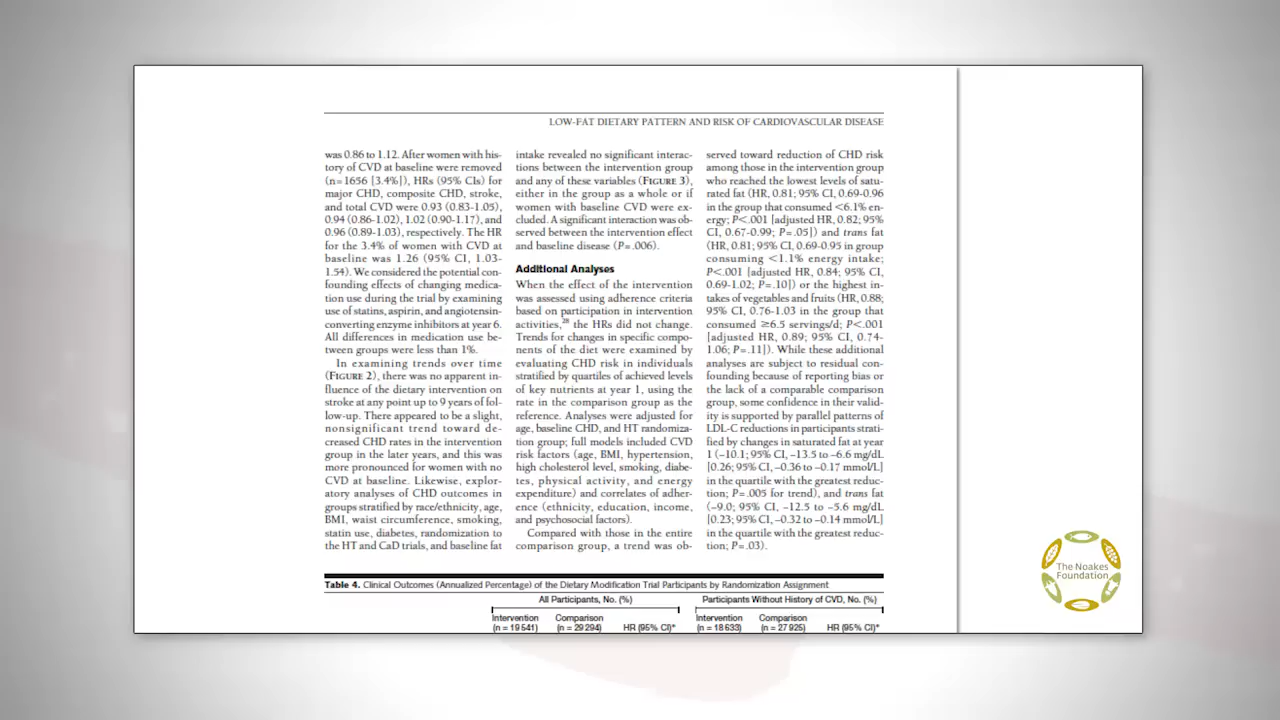 LOW-FAT DIETARY PATTERN AND RISK OF CARDIOVASCULAR DISEASE
was 0.86 to 1.12. After women with his-
tory of CVD at baseline were removed
(n=1656 [3.4%]), HRs (95% CIs) for
major CHD, composite CHD, stroke,
and total CVD were 0.93 (0.83-1.05),
0.94 (0.86-1.02), 1.02 (0.90-1.17), and
0.96 (0.89-1.03), respectively. The HR
for the 3.4% of women with CVD at
baseline was 1.26 (95% CI, 1.03-
1.54). We considered the potential con-
founding effects of changing medica-
tion use during the trial by examining
use of statins, aspirin, and angiotensin-
converting enzyme inhibitors at year 6.
All differences in medication use be-
tween groups were less than 1%.
In examining trends over time
(FIGURE 2), there was no apparent in-
fluence of the dietary intervention on
stroke at any point up to 9 years of fol-
low-up. There appeared to be a slight,
nonsignificant trend toward de-
creased CHD rates in the intervention
group in the later years, and this was
more pronounced for women with no
CVD at baseline. Likewise, explor-
atory analyses of CHD outcomes in
groups stratified by race/ethnicity, age,
BMI, waist circumference, smoking,
statin use, diabetes, randomization to
the HT and CaD trials, and baseline fat
intake revealed no significant interac-
tions between the intervention group
and any of these variables (FIGURE 3),
either in the group as a whole or if
women with baseline CVD were ex-
cluded. A significant interaction was ob-
served between the intervention effect
and baseline disease (P=.006).
Additional Analyses
When the effect of the intervention
was assessed using adherence criteria
based on participation in intervention
activities,28 the HRs did not change.
Trends for changes in specific compo-
nents of the diet were examined by
evaluating CHD risk in individuals
stratified by quartiles of achieved levels
of key nutrients at year 1, using the
rate in the comparison group as the
reference. Analyses were adjusted for
age, baseline CHD, and HT randomiza-
tion group; full models included CVD
risk factors (age, BMI, hypertension,
high cholesterol level, smoking, diabe-
tes, physical activity, and energy
expenditure) and correlates of adher-
ence (ethnicity, education, income,
and psychosocial factors).
Compared with those in the entire
comparison group, a trend was ob-
served toward reduction of CHD risk
among those in the intervention group
who reached the lowest levels of satu-
rated fat (HR, 0.81; 95% CI, 0.69-0.96
in the group that consumed <6.1% en-
ergy; P<.001 [adjusted HR, 0.82; 95%
CI, 0.67-0.99; P=.05]) and trans fat
(HR, 0.81; 95% CI, 0.69-0.95 in group
consuming <1.1% energy intake;
P<.001 [adjusted HR, 0.84; 95% CI,
0.69-1.02; P=.10]) or the highest in-
takes of vegetables and fruits (HR, 0.88;
95% CI, 0.76-1.03 in the group that
consumed ≥6.5 servings/d; P<.001
[adjusted HR, 0.89; 95% CI, 0.74-
1.06; P=.11]). While these additional
analyses are subject to residual con-
founding because of reporting bias or
the lack of a comparable comparison
group, some confidence in their valid-
ity is supported by parallel patterns of
LDL-C reductions in participants strati-
fied by changes in saturated fat at year
1 (–10.1; 95% CI, –13.5 to –6.6 mg/dL
[0.26; 95% CI, –0.36 to –0.17 mmol/L]
in the quartile with the greatest reduc-
tion; P=.005 for trend), and trans fat
(–9.0; 95% CI, –12.5 to –5.6 mg/dL
[0.23; 95% CI, –0.32 to –0.14 mmol/L]
in the quartile with the greatest reduc-
tion; P=.03).
Table 4. Clinical Outcomes (Annualized Percentage) of the Dietary Modification Trial Participants by Randomization Assignment
All Participants, No. (%) Participants Without History of CVD, No. (%)
Intervention Comparison Intervention Comparison
(n = 19 541) (n = 29 294) HR (95% CI)* (n = 18 633) (n = 27 925) HR (95% CI)*
The Noakes
Foundation